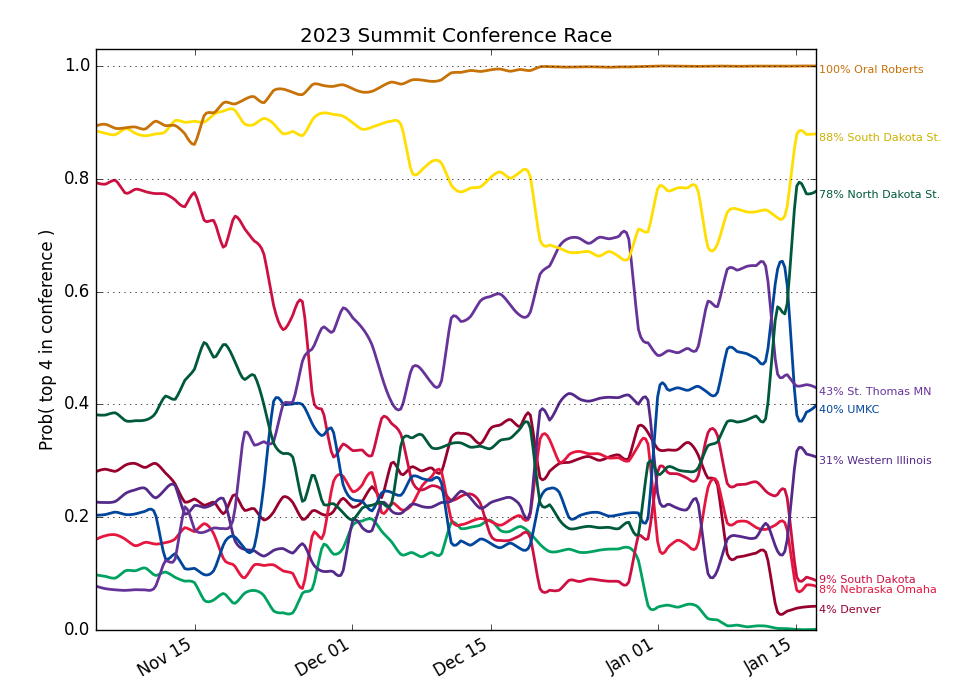 2023 Summit Conference Race
Prob( top 4 in conference )
1.0
0.8
0.6
0.4
0.2
0.0
Nov 15
Dec 01
Dec 15
Jan 01
Jan 15
100% Oral Roberts
88% South Dakota St.
78% North Dakota St.
43% St. Thomas MN
40% UMKC
31% Western Illinois
9% South Dakota
8% Nebraska Omaha
4% Denver